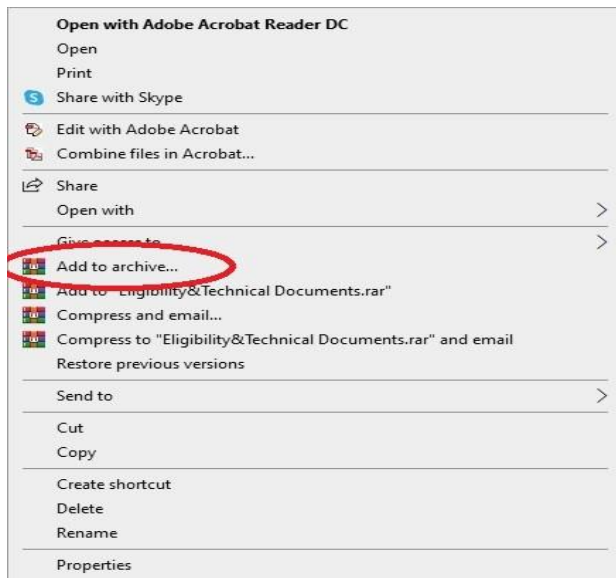 Open with Adobe Acrobat Reader DC
Open
Print
Share with Skype
Edit with Adobe Acrobat
Combine files in Acrobat...
Share
Open with
Give access to
Add to archive...
Add to "Eligibility&Technical Documents.rar"
Compress and email...
Compress to "Eligibility&Technical Documents.rar" and email
Restore previous versions
Send to
Cut
Copy
Create shortcut
Delete
Rename
Properties